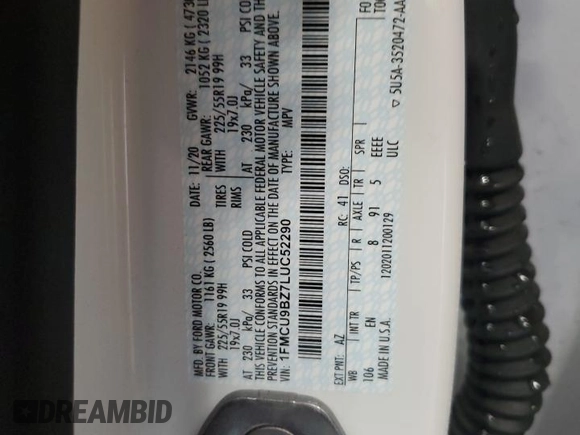 MFD. BY FORD MOTOR CO.
DATE: 11/20 GVWR: 2146 KG
FRONT GAWR: 1161 KG ( 2560 LB) REAR GAWR: 1052 KG ( 2320
WITH 225/55R19 99H TIRES WITH 225/55R19 99H
19x7.0J RIMS 19x7.0J
AT 230 kPa/ 33 PSI COLD AT 230 kPa/ 33 PSI
THIS VEHICLE CONFORMS TO ALL APPLICABLE FEDERAL MOTOR VEHICLE SAFETY AND
PREVENTION STANDARDS IN EFFECT ON THE DATE OF MANUFACTURE SHOWN ABOVE.
VIN: 1FMCU9BZ7LUC52290
TYPE: MPV
EXT PNT: AZ RC: 41 DSO:
WB INT TR TP/PS R AXLE TR SPR
106 EN 8 91 5 EEEE
ULC
MADE IN U.S.A. 1202011200129
5U5A-3520472-AA
DREAMBID